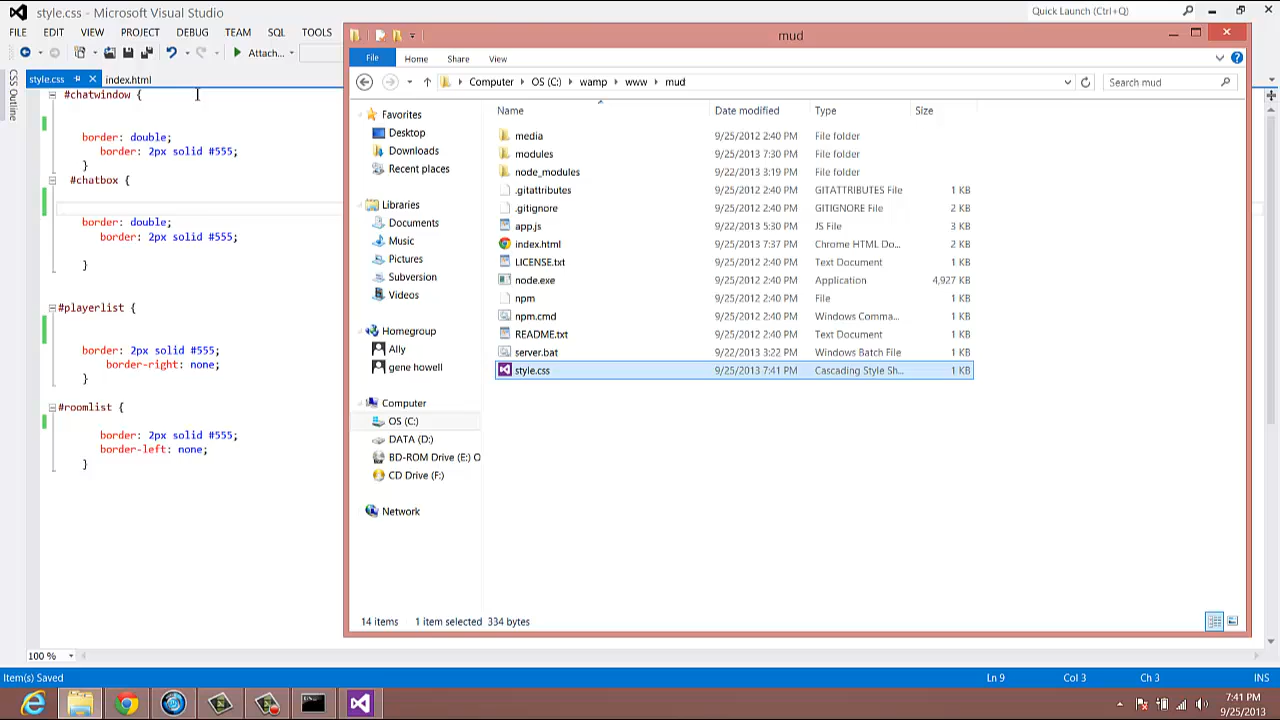 style.css - Microsoft Visual Studio
Quick Launch (Ctrl+Q)
FILE EDIT VIEW PROJECT DEBUG TEAM SQL TOOLS
Attach...
style.css
index.html
CSS Outline
#chatwindow {
border: double;
border: 2px solid #555;
}
#chatbox {
border: double;
border: 2px solid #555;
}
#playerlist {
border: 2px solid #555;
border-right: none;
}
#roomlist {
border: 2px solid #555;
border-left: none;
}
100 %
mud
File Home Share View
Computer OS (C:) wamp www mud
Search mud
Favorites
Desktop
Downloads
Recent places
Libraries
Documents
Music
Pictures
Subversion
Videos
Homegroup
Ally
gene howell
Computer
OS (C:)
DATA (D:)
BD-ROM Drive (E:) O
CD Drive (F:)
Network
Name Date modified Type Size
media 9/25/2012 2:40 PM File folder
modules 9/25/2013 7:30 PM File folder
node_modules 9/22/2013 3:19 PM File folder
.gitattributes 9/25/2012 2:40 PM GITATTRIBUTES File 1 KB
.gitignore 9/25/2012 2:40 PM GITIGNORE File 2 KB
app.js 9/22/2013 5:30 PM JS File 3 KB
index.html 9/25/2013 7:37 PM Chrome HTML Do... 2 KB
LICENSE.txt 9/25/2012 2:40 PM Text Document 1 KB
node.exe 9/25/2012 2:40 PM Application 4,927 KB
npm 9/25/2012 2:40 PM File 1 KB
npm.cmd 9/25/2012 2:40 PM Windows Comma... 1 KB
README.txt 9/25/2012 2:40 PM Text Document 1 KB
server.bat 9/22/2013 3:22 PM Windows Batch File 1 KB
style.css 9/25/2013 7:41 PM Cascading Style Sh... 1 KB
14 items 1 item selected 334 bytes
Item(s) Saved
Ln 9 Col 3 Ch 3 INS
7:41 PM
9/25/2013